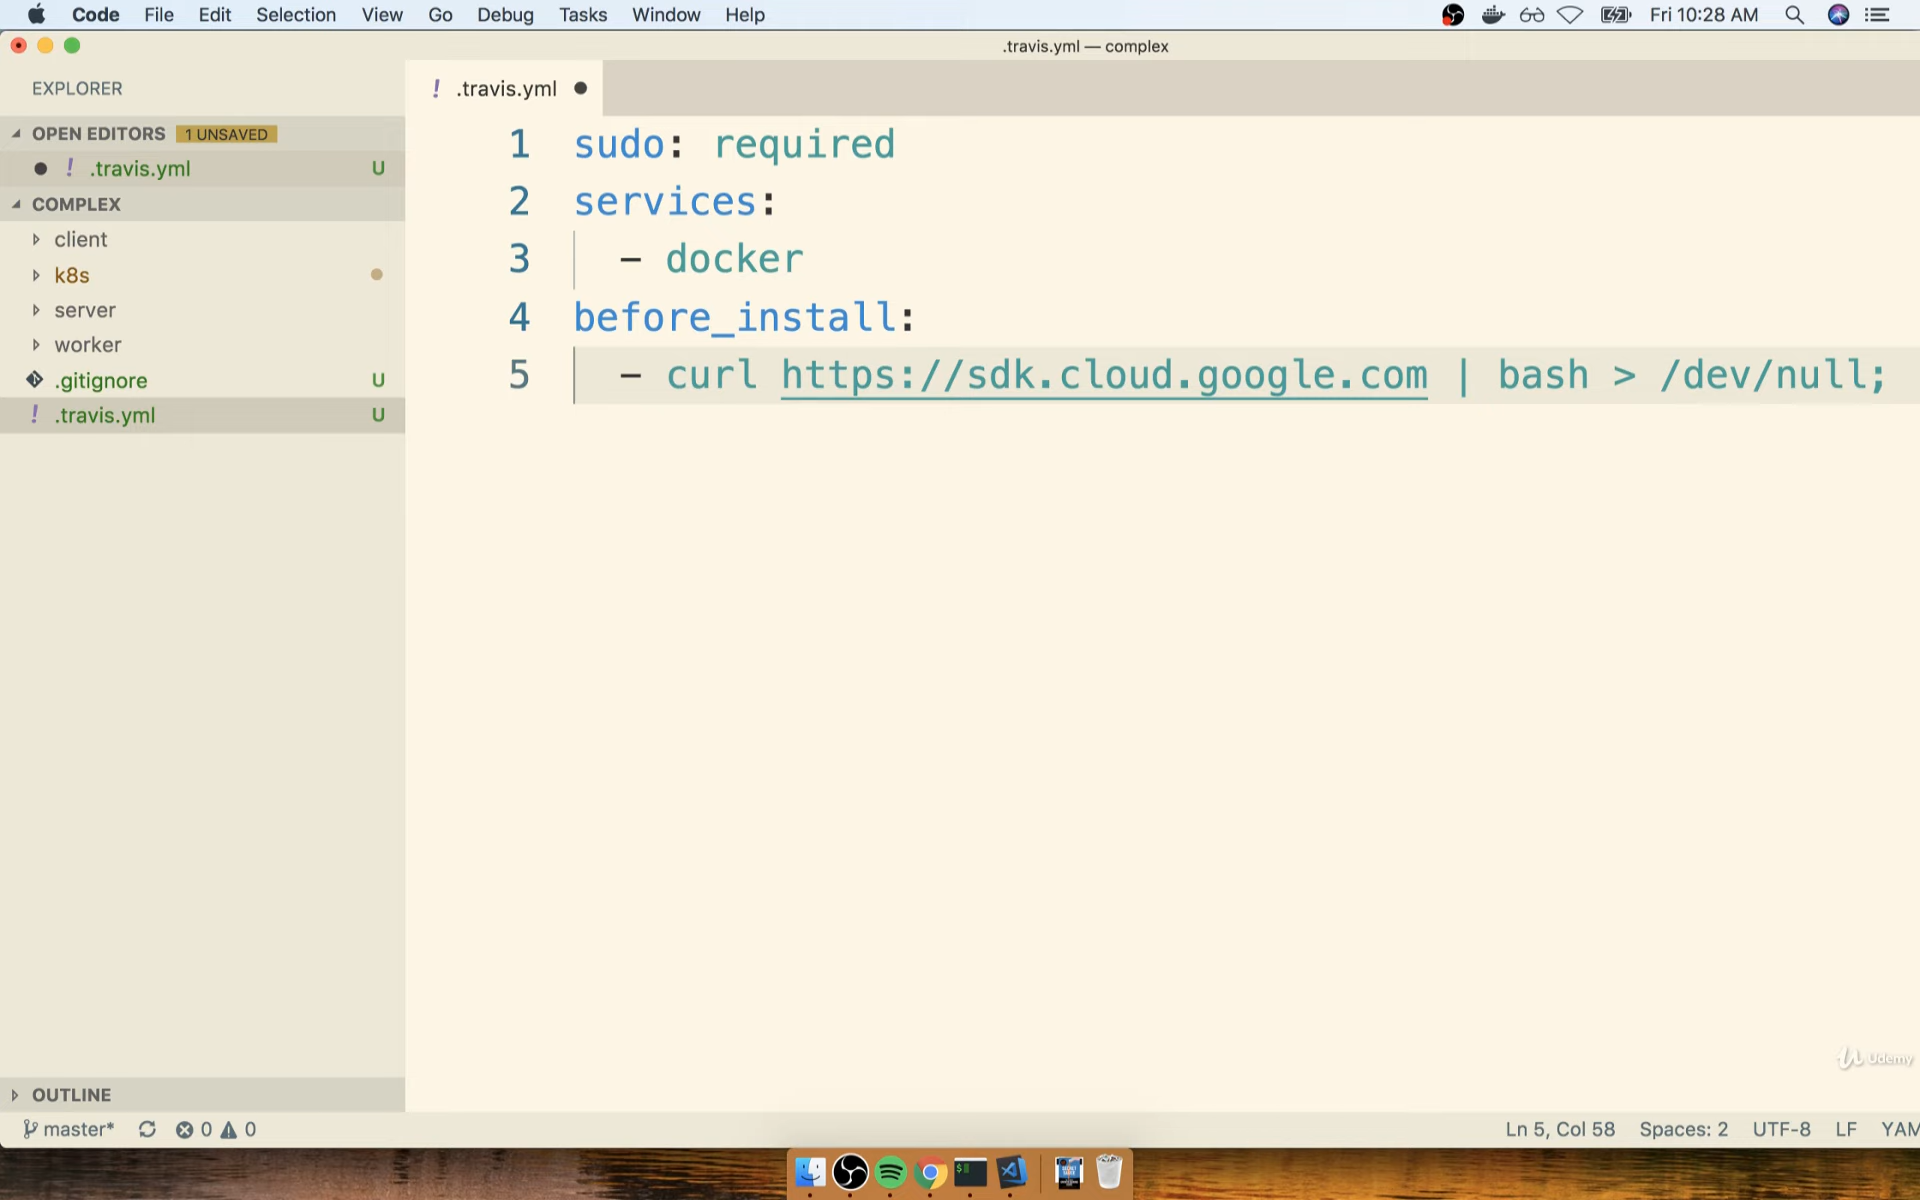 Code File Edit Selection View Go Debug Tasks Window Help Fri 10:28 AM
.travis.yml — complex
EXPLORER
! .travis.yml ●
OPEN EDITORS 1 UNSAVED
● ! .travis.yml U
COMPLEX
client
k8s
server
worker
.gitignore U
! .travis.yml U
1 sudo: required
2 services:
3 - docker
4 before_install:
5 - curl https://sdk.cloud.google.com | bash > /dev/null;
Udemy
OUTLINE
master* 0 0 Ln 5, Col 58 Spaces: 2 UTF-8 LF YAM